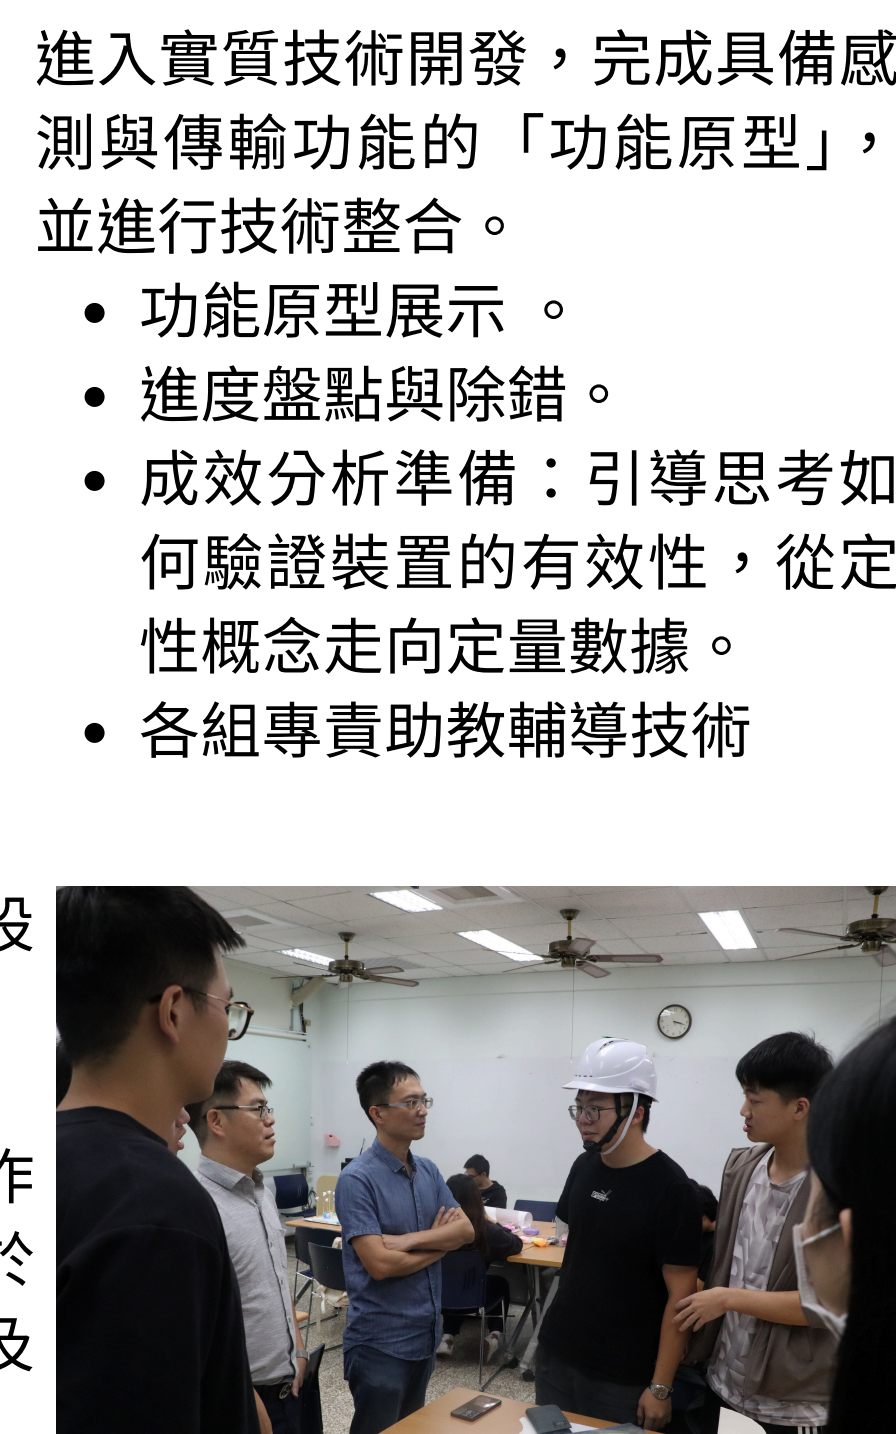 進入實質技術開發，完成具備感
測與傳輸功能的「功能原型」，
並進行技術整合。
• 功能原型展示 。
• 進度盤點與除錯。
• 成效分析準備：引導思考如
何驗證裝置的有效性，從定
性概念走向定量數據。
• 各組專責助教輔導技術
作
於
及